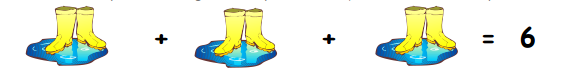 + + = 6